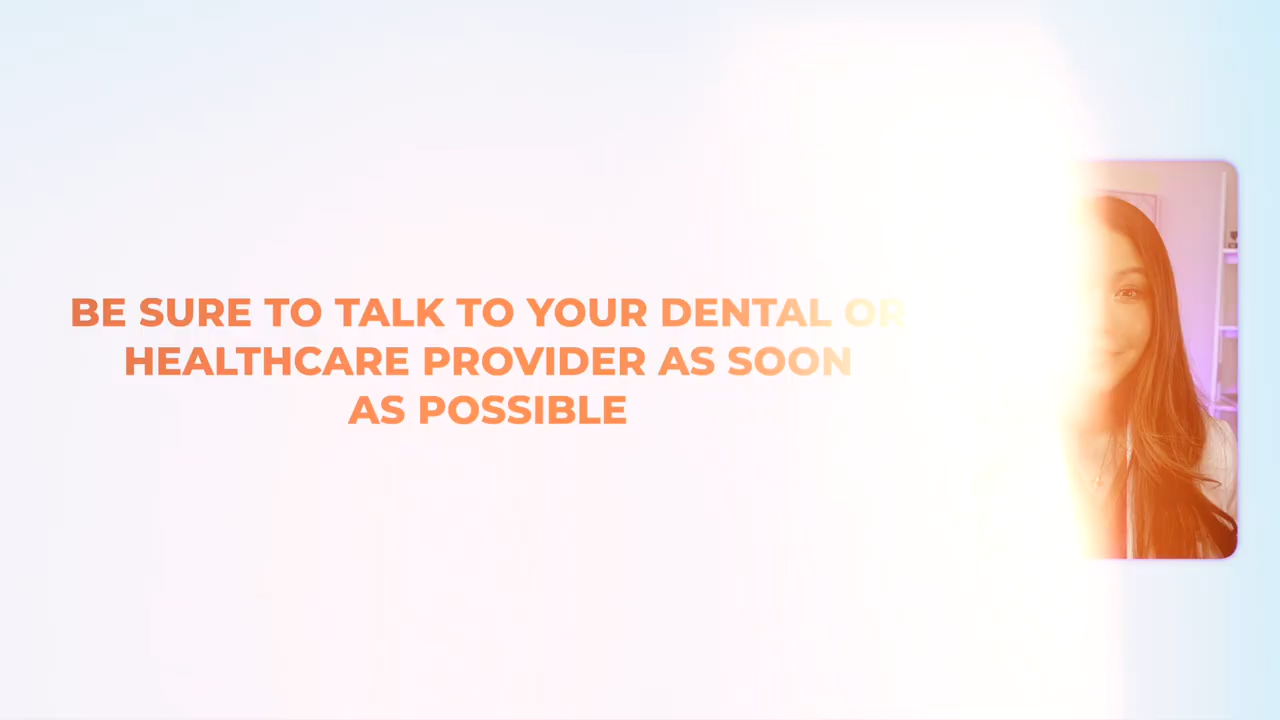 BE SURE TO TALK TO YOUR DENTAL OR
HEALTHCARE PROVIDER AS SOON
AS POSSIBLE